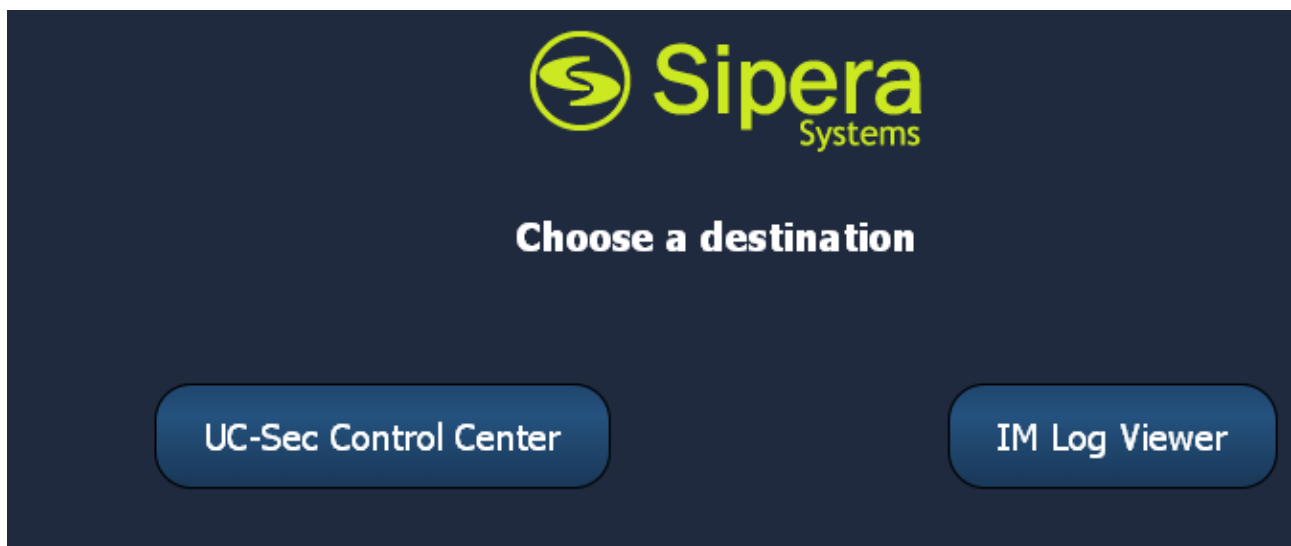 Sipera
Systems
Choose a destination
UC-Sec Control Center
IM Log Viewer